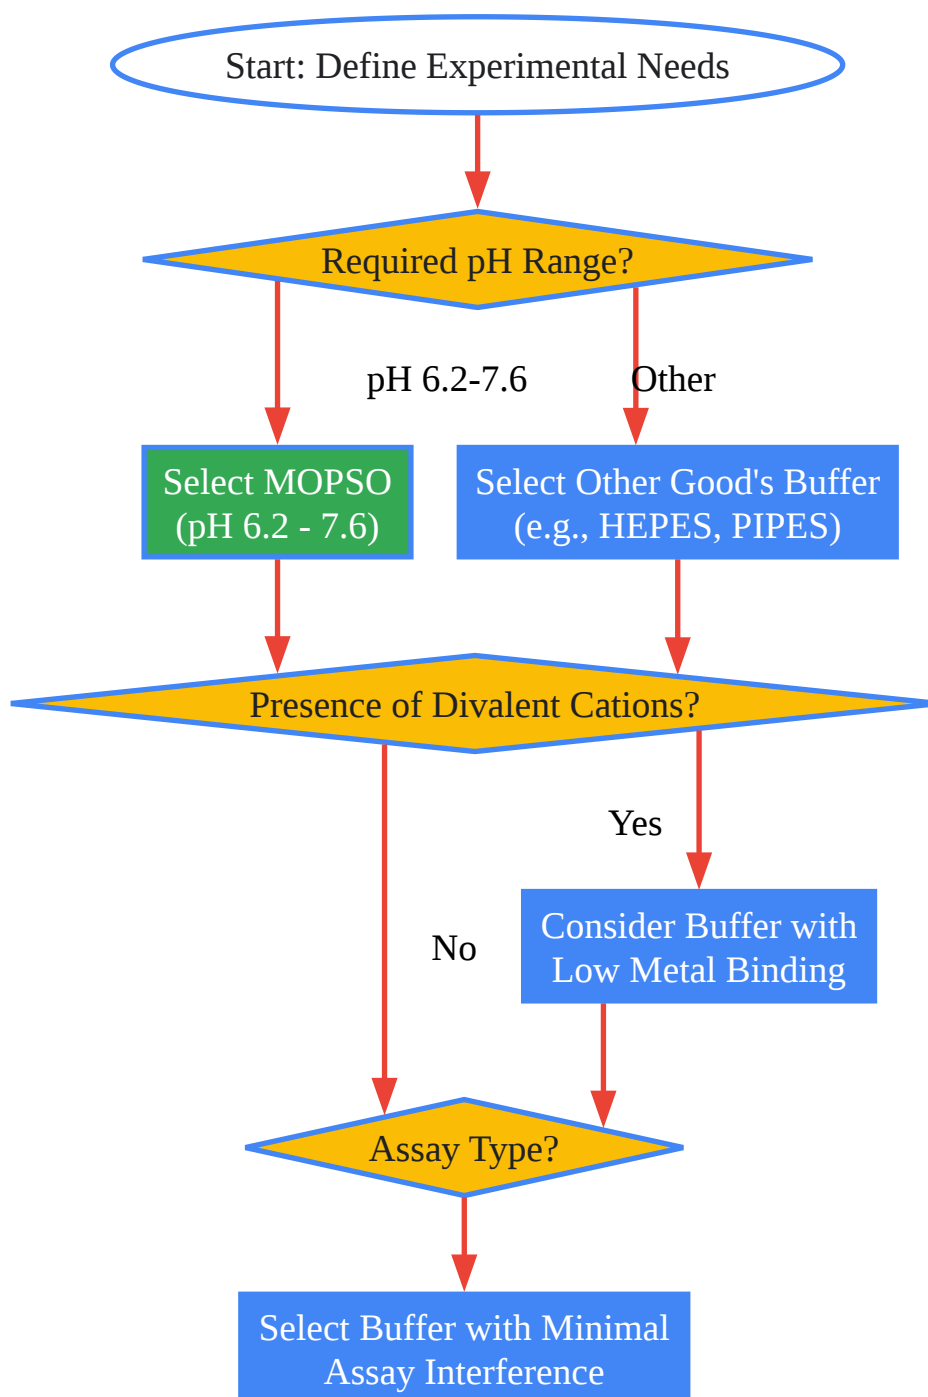 Start: Define Experimental Needs
Required pH Range?
pH 6.2-7.6
Other
Select MOPSO
(pH 6.2 - 7.6)
Select Other Good's Buffer
(e.g., HEPES, PIPES)
Presence of Divalent Cations?
Yes
Consider Buffer with
Low Metal Binding
No
Assay Type?
Select Buffer with Minimal
Assay Interference